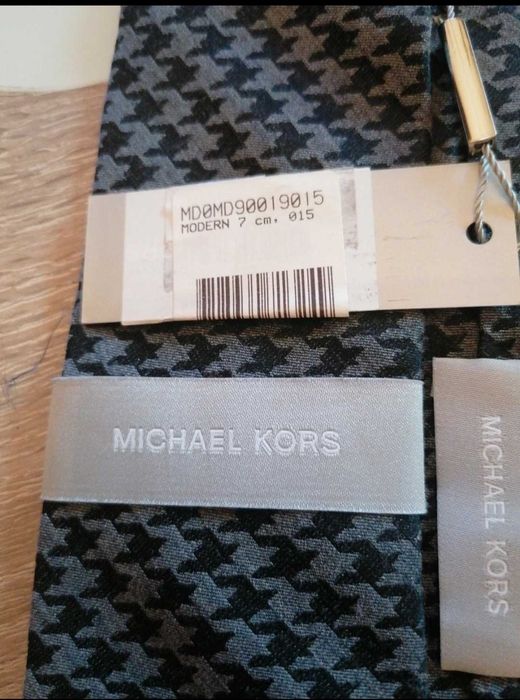 MD0MD90019015
MODERN 7 cm, 015
MICHAEL KORS
MICHAEL KORS